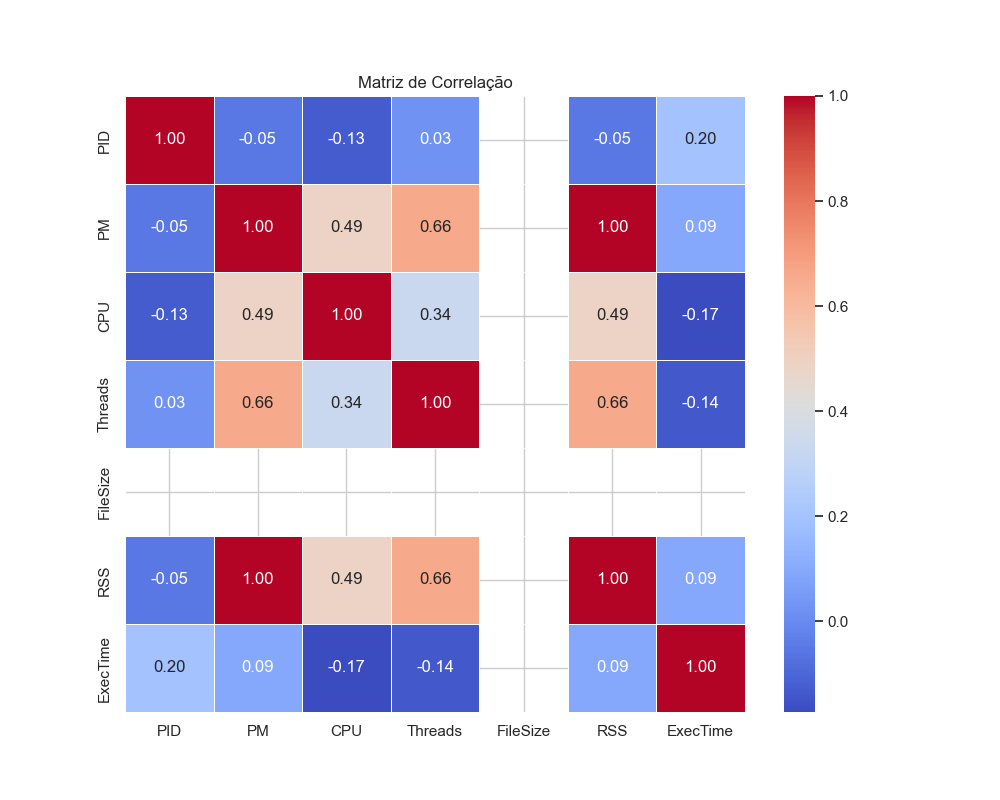 Matriz de Correlação
PID 1.00 -0.05 -0.13 0.03 -0.05 0.20
PM -0.05 1.00 0.49 0.66 1.00 0.09
CPU -0.13 0.49 1.00 0.34 0.49 -0.17
Threads 0.03 0.66 0.34 1.00 0.66 -0.14
FileSize
RSS -0.05 1.00 0.49 0.66 1.00 0.09
ExecTime 0.20 0.09 -0.17 -0.14 0.09 1.00
PID PM CPU Threads FileSize RSS ExecTime
1.0
0.8
0.6
0.4
0.2
0.0